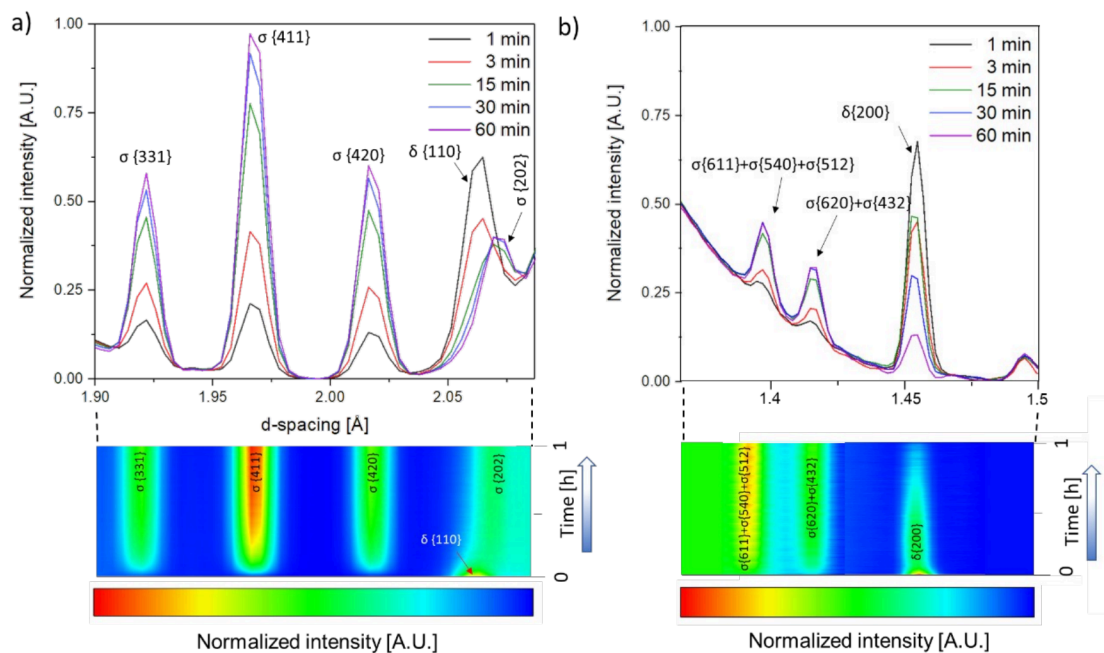 a)
Normalized intensity [A.U.]
1.00
0.75
0.50
0.25
0.00
σ {411}
σ {331}
σ {420}
δ {110}
σ {202}
1 min
3 min
15 min
30 min
60 min
1.90
1.95
2.00
2.05
d-spacing [Å]
σ{331}
σ{411}
σ{420}
σ{202}
δ {110}
1
0
Time [h]
Normalized intensity [A.U.]
b)
Normalized intensity [A.U.]
1.00
0.75
0.50
0.25
0.00
1 min
3 min
15 min
30 min
60 min
δ{200}
σ{611}+σ{540}+σ{512}
σ{620}+σ{432}
1.4
1.45
1.5
σ{611}+σ{540}+σ{512}
σ{620}+σ{432}
δ{200}
1
0
Time [h]
Normalized intensity [A.U.]